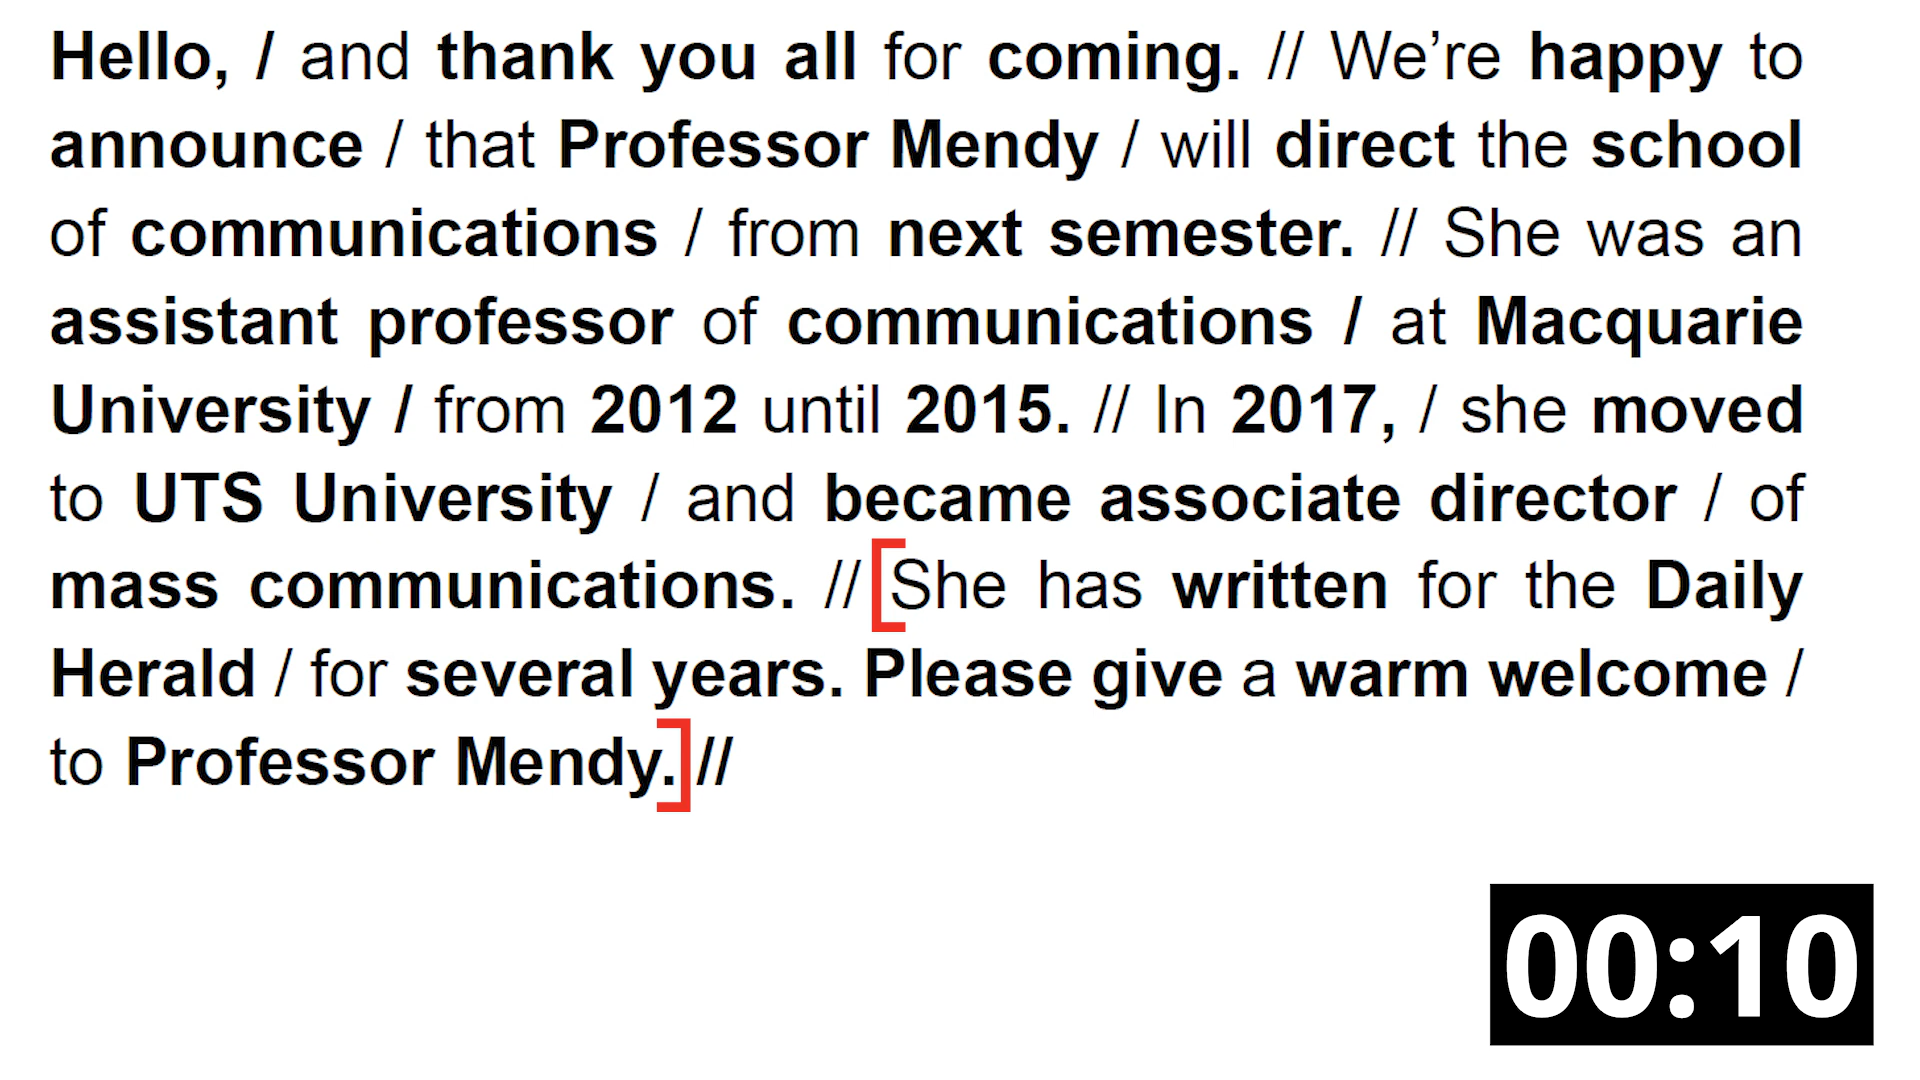 Hello, / and thank you all for coming. // We’re happy to
announce / that Professor Mendy / will direct the school
of communications / from next semester. // She was an
assistant professor of communications / at Macquarie
University / from 2012 until 2015. // In 2017, / she moved
to UTS University / and became associate director / of
mass communications. // [She has written for the Daily
Herald / for several years. Please give a warm welcome /
to Professor Mendy.] //
00:10